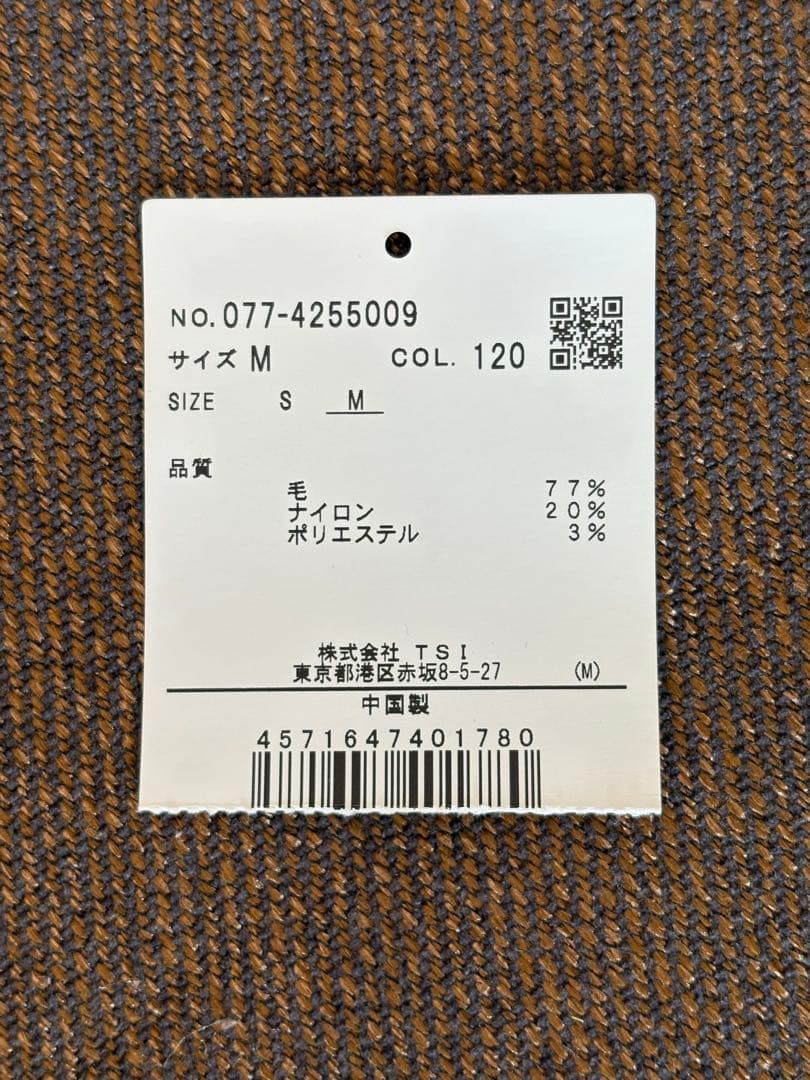 NO.077-4255009
サイズ M COL. 120
SIZE S M
品質
毛 77%
ナイロン 20%
ポリエステル 3%
株式会社 TSI
東京都港区赤坂8-5-27 (M)
中国製
4571647401780